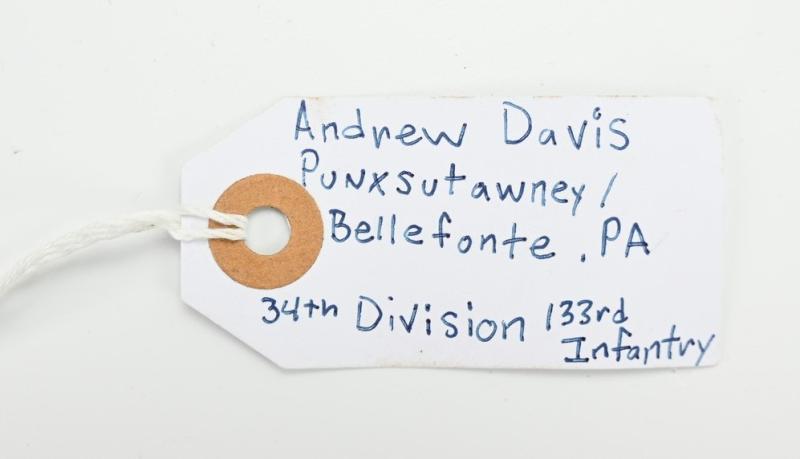 Andrew Davis
Punxsutawney /
Bellefonte, PA
34th Division 133rd
Infantry